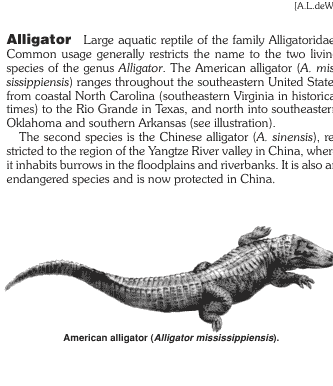 [A.L.deW
Alligator Large aquatic reptile of the family Alligatoridae
Common usage generally restricts the name to the two livin
species of the genus Alligator. The American alligator (A. mis
sissippiensis) ranges throughout the southeastern United State
from coastal North Carolina (southeastern Virginia in historica
times) to the Rio Grande in Texas, and north into southeastern
Oklahoma and southern Arkansas (see illustration).
The second species is the Chinese alligator (A. sinensis), re
stricted to the region of the Yangtze River valley in China, wher
it inhabits burrows in the floodplains and riverbanks. It is also a
endangered species and is now protected in China.
American alligator (Alligator mississippiensis).